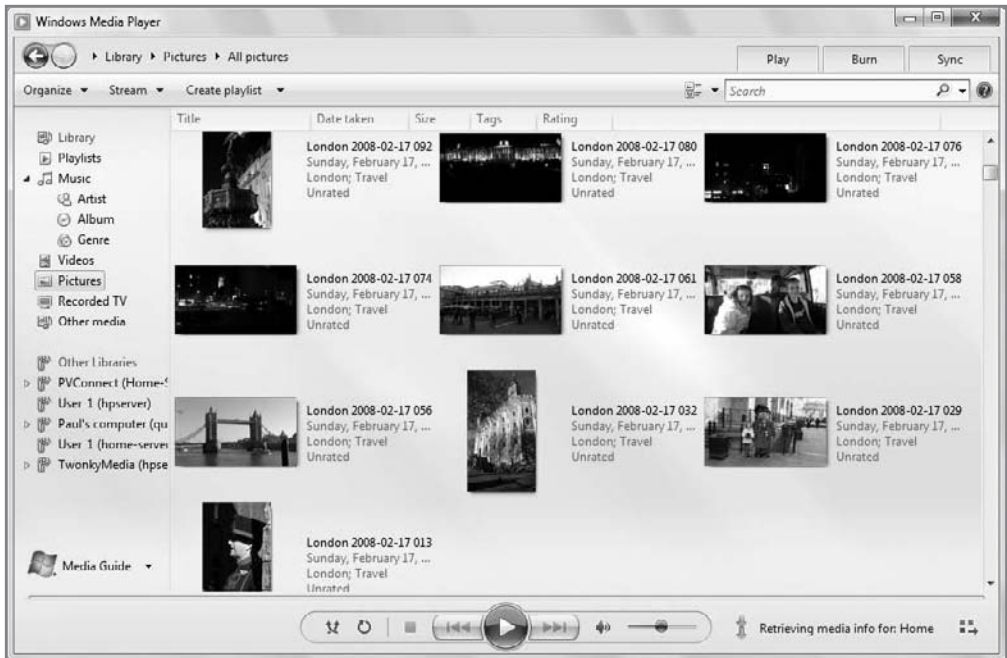 Windows Media Player
Library Pictures All pictures
Play Burn Sync
Organize Stream Create playlist
Search
Title Date taken Size Tags Rating
Library
Playlists
Music
Artist
Album
Genre
Videos
Pictures
Recorded TV
Other media
Other Libraries
PVConnect (Home-S
User 1 (hpserver)
Paul's computer (qu
User 1 (home-server
TwonkyMedia (hpse
Media Guide
London 2008-02-17 092
Sunday, February 17, ...
London; Travel
Unrated
London 2008-02-17 080
Sunday, February 17, ...
London; Travel
Unrated
London 2008-02-17 076
Sunday, February 17, ...
London; Travel
Unrated
London 2008-02-17 074
Sunday, February 17, ...
London; Travel
Unrated
London 2008-02-17 061
Sunday, February 17, ...
London; Travel
Unrated
London 2008-02-17 058
Sunday, February 17, ...
London; Travel
Unrated
London 2008-02-17 056
Sunday, February 17, ...
London; Travel
Unrated
London 2008-02-17 032
Sunday, February 17, ...
London; Travel
Unrated
London 2008-02-17 029
Sunday, February 17, ...
London; Travel
Unrated
London 2008-02-17 013
Sunday, February 17, ...
London; Travel
Unrated
Retrieving media info for: Home